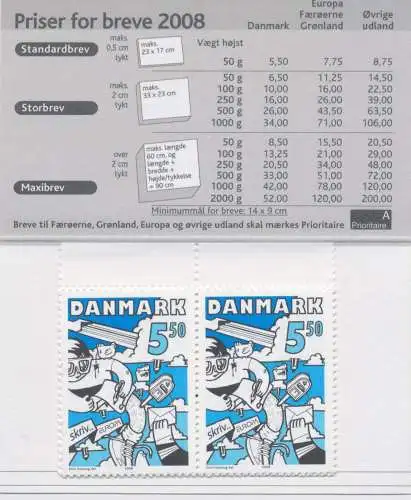 Priser for breve 2008
Danmark
Europa
Færøerne
Grønland
Øvrige
udland
Standardbrev
maks.
0,5 cm
tykt
maks.
23 x 17 cm
Vægt højst
50 g 5,50 7,75 8,75
Storbrev
maks.
2 cm
tykt
maks.
33 x 23 cm
50 g 6,50 11,25 14,50
100 g 10,00 16,00 22,50
250 g 16,00 26,00 39,00
500 g 26,00 43,50 63,50
1000 g 34,00 71,00 106,00
Maxibrev
over
2 cm
tykt
maks. længde
60 cm, og
længde +
bredde +
højde/tykkelse
= 90 cm
50 g 8,50 15,50 20,50
100 g 13,25 21,00 29,00
250 g 20,50 34,00 48,00
500 g 33,00 51,00 72,00
1000 g 42,00 78,00 120,00
2000 g 52,00 120,00 200,00
Minimummål for breve: 14 x 9 cm
Breve til Færøerne, Grønland, Europa og øvrige udland skal mærkes Prioritaire
A
Prioritaire
DANMARK
5 50
skriv...
EUROPA
DANMARK
5 50
skriv...
EUROPA